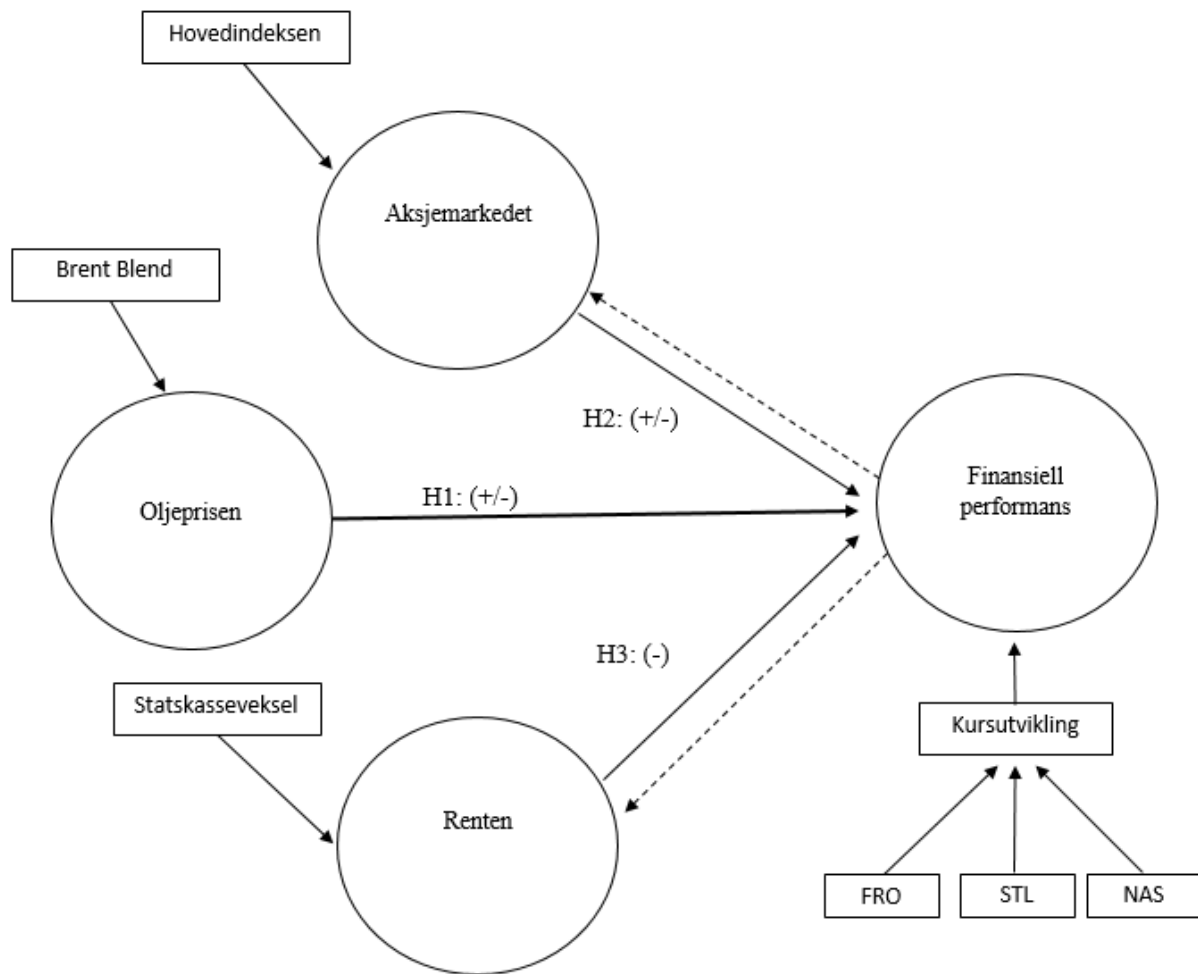 Hovedindeksen
Aksjemarkedet
Brent Blend
H2: (+/-)
Finansiell
performans
H1: (+/-)
Oljeprisen
H3: (-)
Statskasseveksel
Kursutvikling
Renten
FRO
STL
NAS